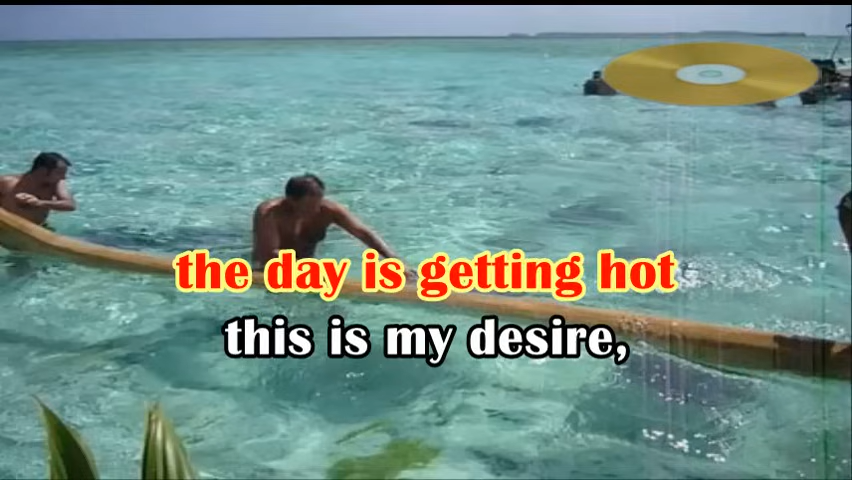 the day is getting hot
this is my desire,